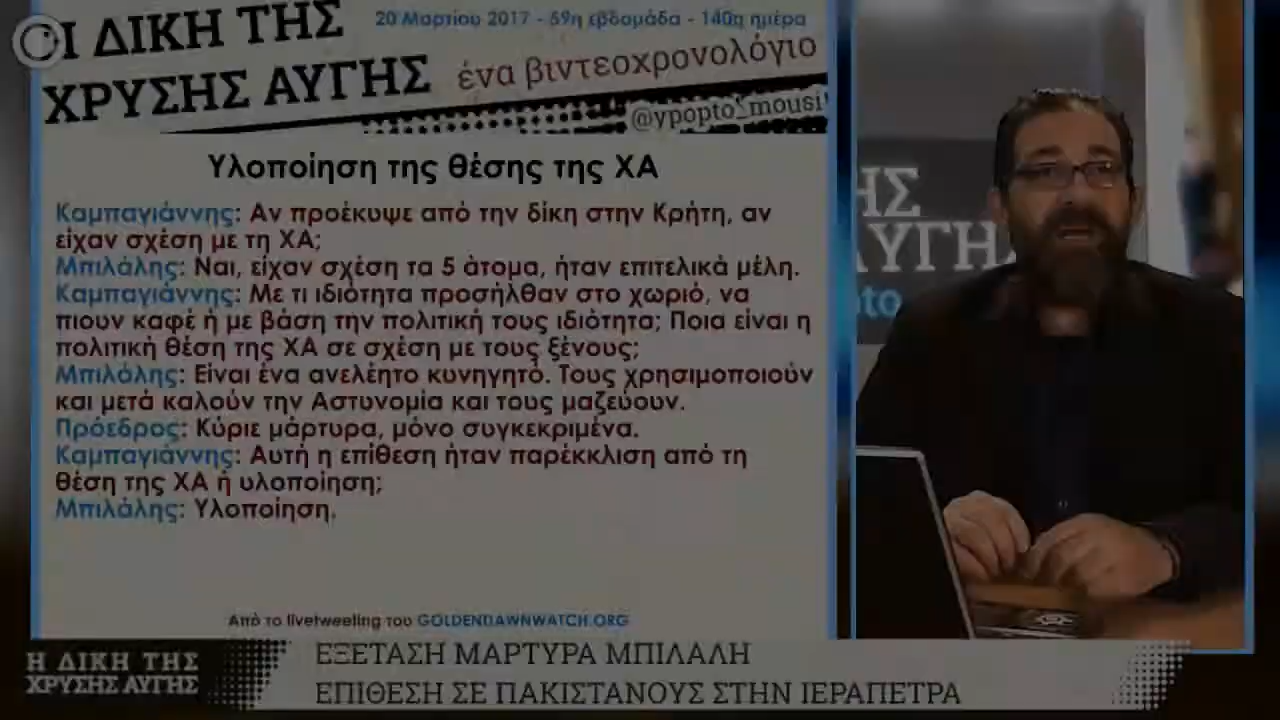 20 Μαρτίου 2017 - 59η εβδομάδα - 140η ημέρα
ΟΙ ΔΙΚΗ ΤΗΣ
ΧΡΥΣΗΣ ΑΥΓΗΣ
ένα βιντεοχρονολόγιο
@ypopto_mousi
Υλοποίηση της θέσης της ΧΑ
Καμπαγιάννης: Αν προέκυψε από την δίκη στην Κρήτη, αν
είχαν σχέση με τη ΧΑ;
Μπιλάλης: Ναι, είχαν σχέση τα 5 άτομα, ήταν επιτελικά μέλη.
Καμπαγιάννης: Με τι ιδιότητα προσήλθαν στο χωριό, να
πιουν καφέ ή με βάση την πολιτική τους ιδιότητα; Ποια είναι η
πολιτική θέση της ΧΑ σε σχέση με τους ξένους;
Μπιλάλης: Είναι ένα ανελέητο κυνηγητό. Τους χρησιμοποιούν
και μετά καλούν την Αστυνομία και τους μαζεύουν.
Πρόεδρος: Κύριε μάρτυρα, μόνο συγκεκριμένα.
Καμπαγιάννης: Αυτή η επίθεση ήταν παρέκκλιση από τη
θέση της ΧΑ ή υλοποίηση;
Μπιλάλης: Υλοποίηση.
Από το livetweeting του GOLDENDAWNWATCH.ORG
ΗΣ
ΑΥΓΗ
pto
Η ΔΙΚΗ ΤΗΣ
ΧΡΥΣΗΣ ΑΥΓΗΣ
ΕΞΕΤΑΣΗ ΜΑΡΤΥΡΑ ΜΠΙΛΑΛΗ
ΕΠΙΘΕΣΗ ΣΕ ΠΑΚΙΣΤΑΝΟΥΣ ΣΤΗΝ ΙΕΡΑΠΕΤΡΑ